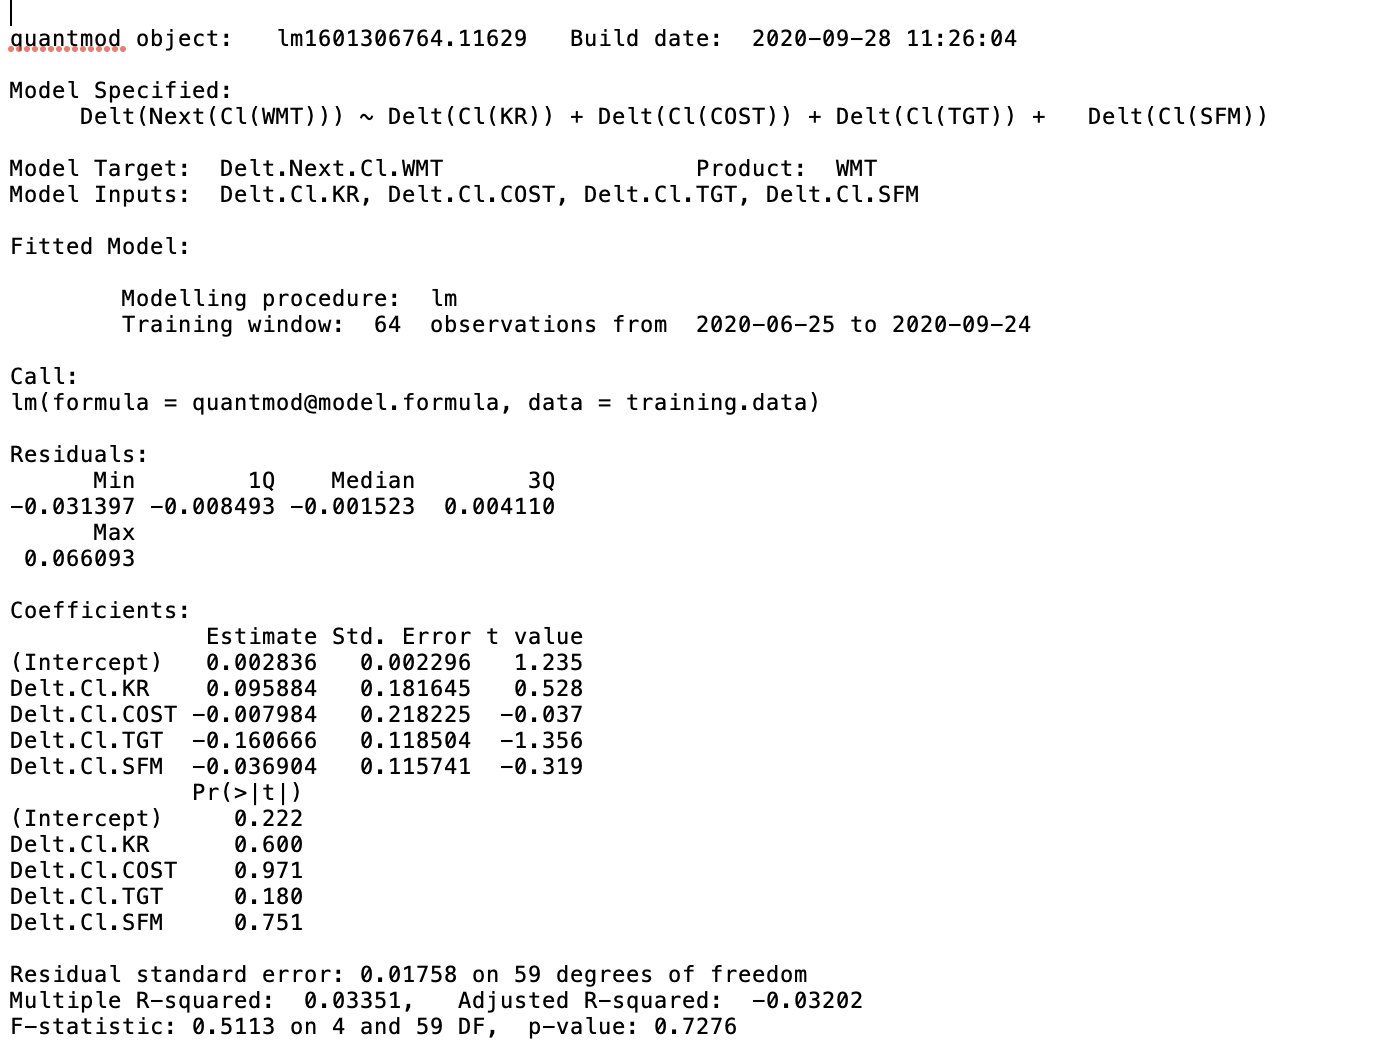 quantmod object:   lm1601306764.11629   Build date:  2020-09-28 11:26:04
Model Specified:
     Delt(Next(Cl(WMT))) ~ Delt(Cl(KR)) + Delt(Cl(COST)) + Delt(Cl(TGT)) +   Delt(Cl(SFM))
Model Target:  Delt.Next.Cl.WMT                  Product:  WMT
Model Inputs:  Delt.Cl.KR, Delt.Cl.COST, Delt.Cl.TGT, Delt.Cl.SFM
Fitted Model:
        Modelling procedure:  lm
        Training window:  64  observations from  2020-06-25 to 2020-09-24
Call:
lm(formula = quantmod@model.formula, data = training.data)
Residuals:
      Min        1Q    Median        3Q
-0.031397 -0.008493 -0.001523  0.004110
      Max
 0.066093
Coefficients:
              Estimate Std. Error t value
(Intercept)   0.002836   0.002296   1.235
Delt.Cl.KR    0.095884   0.181645   0.528
Delt.Cl.COST -0.007984   0.218225  -0.037
Delt.Cl.TGT  -0.160666   0.118504  -1.356
Delt.Cl.SFM  -0.036904   0.115741  -0.319
             Pr(>|t|)
(Intercept)     0.222
Delt.Cl.KR      0.600
Delt.Cl.COST    0.971
Delt.Cl.TGT     0.180
Delt.Cl.SFM     0.751
Residual standard error: 0.01758 on 59 degrees of freedom
Multiple R-squared:  0.03351,   Adjusted R-squared:  -0.03202
F-statistic: 0.5113 on 4 and 59 DF,  p-value: 0.7276